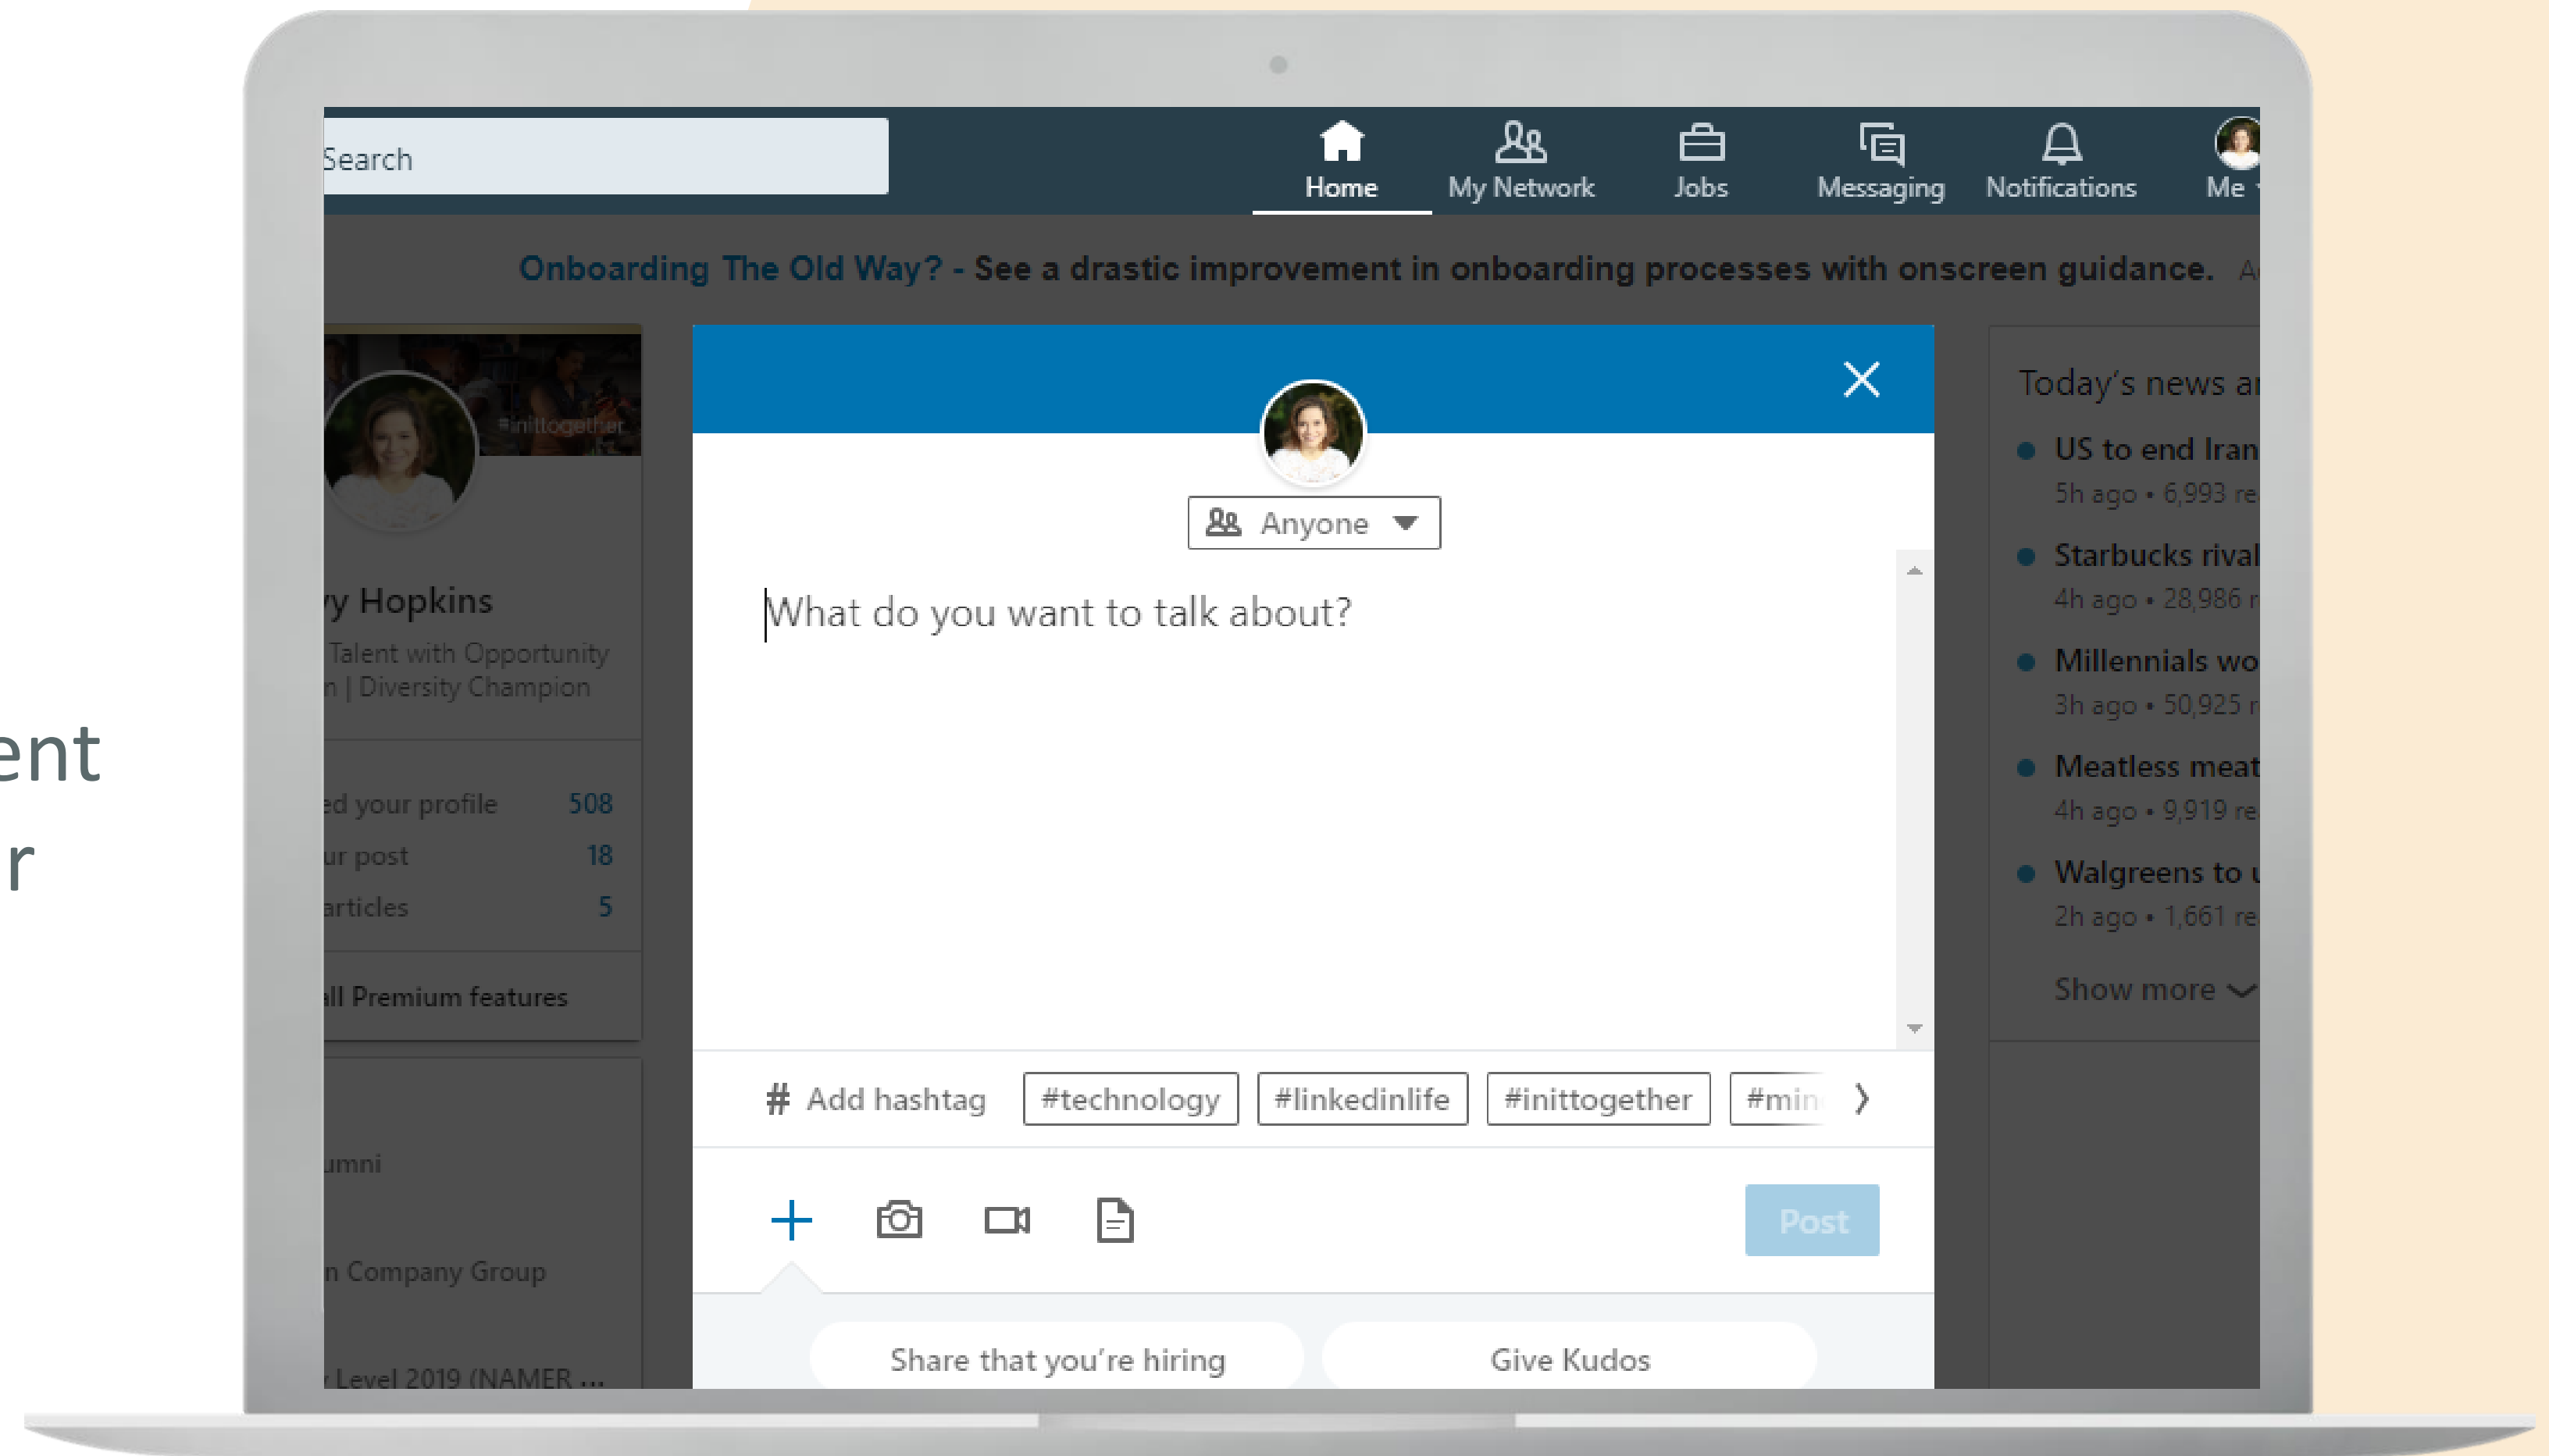 Search
Home
My Network
Jobs
Messaging
Notifications
Me
Onboarding The Old Way? - See a drastic improvement in onboarding processes with onscreen guidance.
#inittogether
Hopkins
Talent with Opportunity
| Diversity Champion
ent
r
your profile 508
post 18
articles 5
Premium features
Company Group
Level 2019 (NAMER ...
Anyone
What do you want to talk about?
# Add hashtag #technology #linkedinlife #inittogether #min
Post
Share that you're hiring
Give Kudos
Today's news a
US to end Iran
5h ago • 6,993 re
Starbucks rival
4h ago • 28,986 r
Millennials wo
3h ago • 50,925 r
Meatless meat
4h ago • 9,919 re
Walgreens to u
2h ago • 1,661 re
Show more